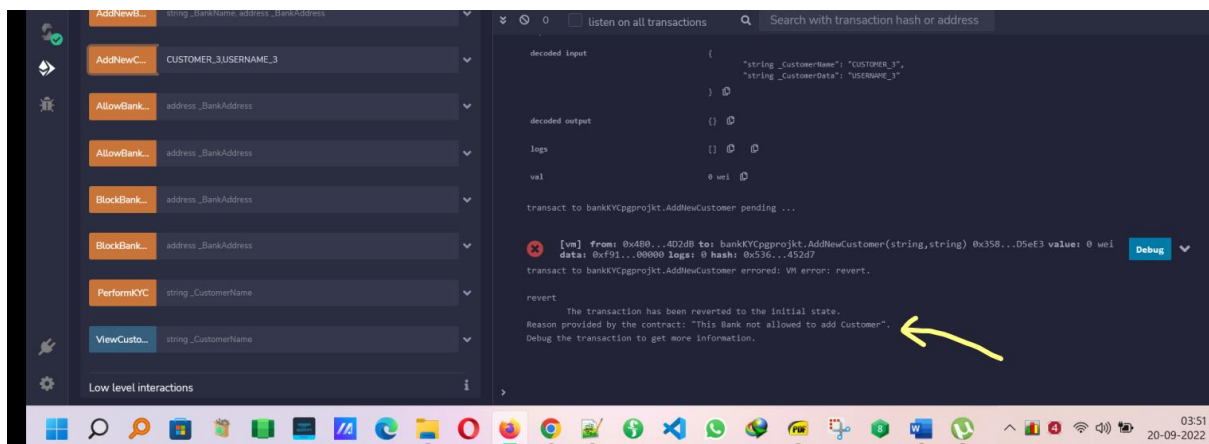 AddNewB... string _BankName, address _BankAddress
AddNewC... CUSTOMER_3,USERNAME_3
AllowBank... address _BankAddress
AllowBank... address _BankAddress
BlockBank... address _BankAddress
BlockBank... address _BankAddress
PerformKYC string _CustomerName
ViewCusto... string _CustomerName
Low level interactions i
0 listen on all transactions Search with transaction hash or address
decoded input {
"string _CustomerName": "CUSTOMER_3",
"string _CustomerData": "USERNAME_3"
}
decoded output {}
logs []
val 0 wei
transact to bankKYCpgprojkt.AddNewCustomer pending ...
[vm] from: 0x4B0...4D2dB to: bankKYCpgprojkt.AddNewCustomer(string,string) 0x358...D5eE3 value: 0 wei
data: 0xf91...00000 logs: 0 hash: 0x536...452d7
Debug
transact to bankKYCpgprojkt.AddNewCustomer errored: VM error: revert.
revert
The transaction has been reverted to the initial state.
Reason provided by the contract: "This Bank not allowed to add Customer".
Debug the transaction to get more information.
>
PDF
8
4
03:51
20-09-2022